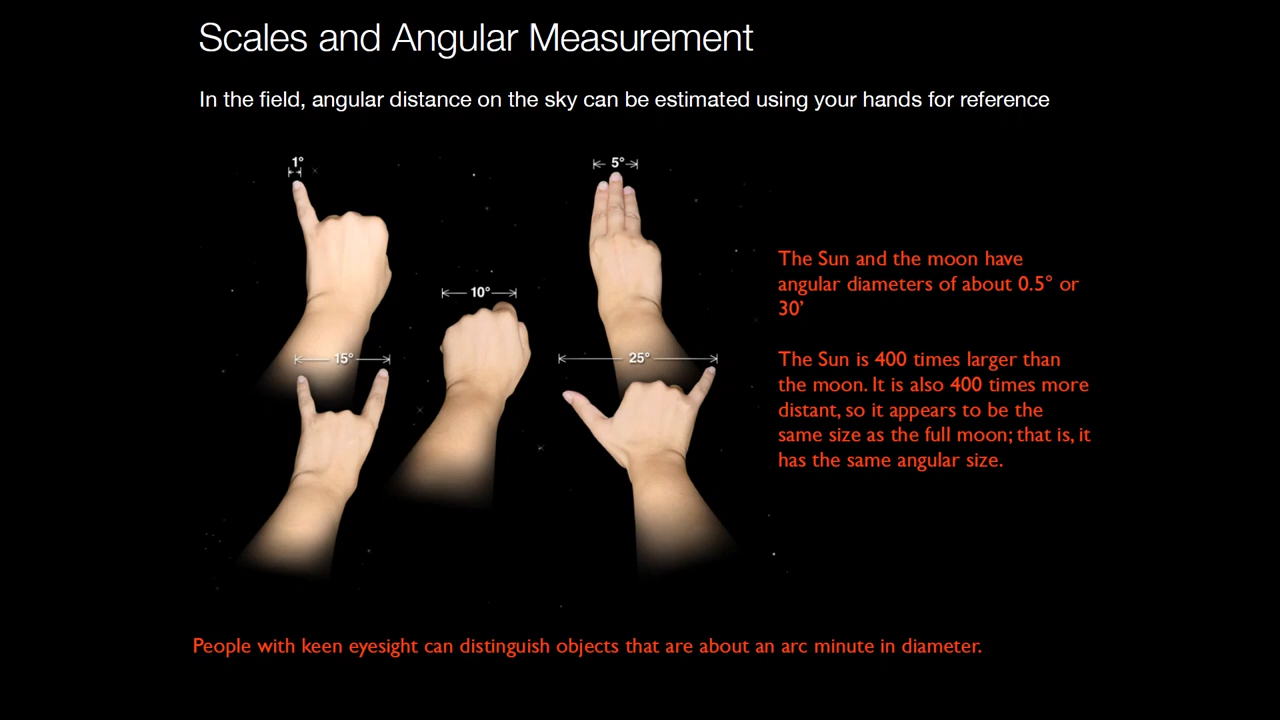 Scales and Angular Measurement
In the field, angular distance on the sky can be estimated using your hands for reference
1°
5°
10°
15°
25°
The Sun and the moon have
angular diameters of about 0.5° or
30’
The Sun is 400 times larger than
the moon. It is also 400 times more
distant, so it appears to be the
same size as the full moon; that is, it
has the same angular size.
People with keen eyesight can distinguish objects that are about an arc minute in diameter.